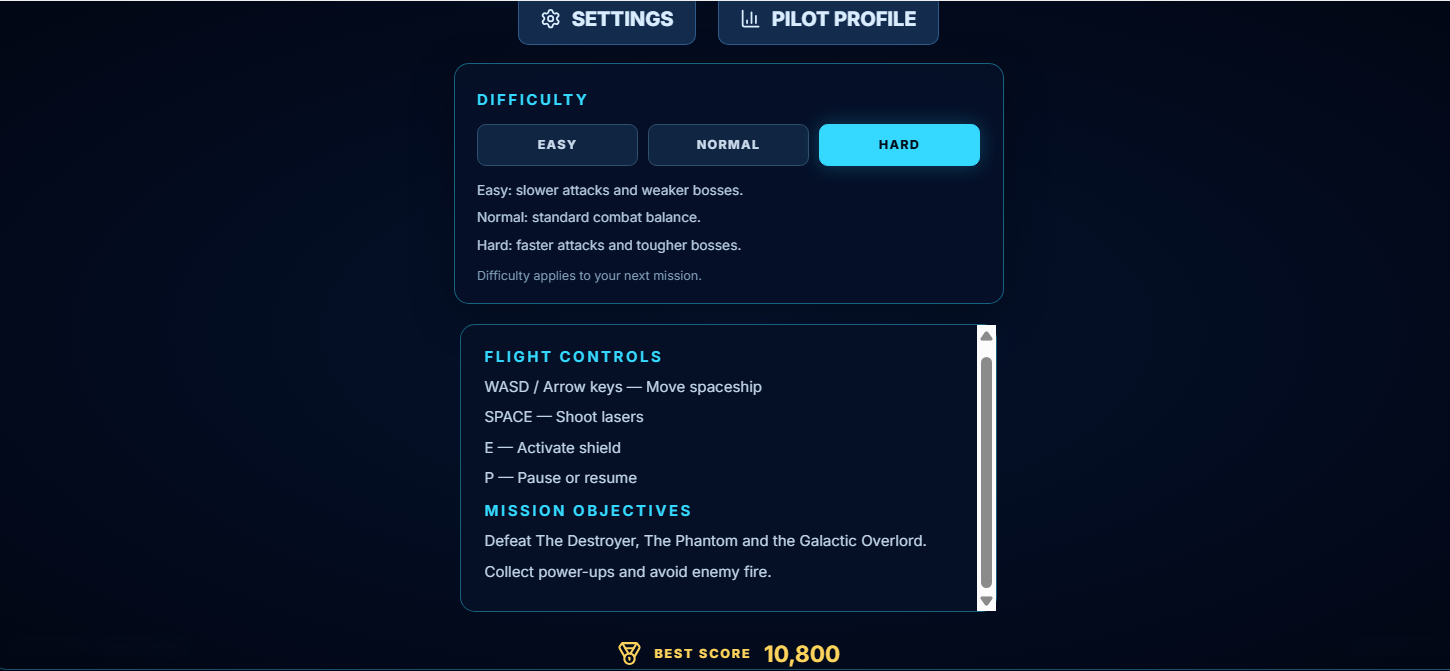 SETTINGS
PILOT PROFILE
DIFFICULTY
EASY
NORMAL
HARD
Easy: slower attacks and weaker bosses.
Normal: standard combat balance.
Hard: faster attacks and tougher bosses.
Difficulty applies to your next mission.
FLIGHT CONTROLS
WASD / Arrow keys — Move spaceship
SPACE — Shoot lasers
E — Activate shield
P — Pause or resume
MISSION OBJECTIVES
Defeat The Destroyer, The Phantom and the Galactic Overlord.
Collect power-ups and avoid enemy fire.
BEST SCORE 10,800